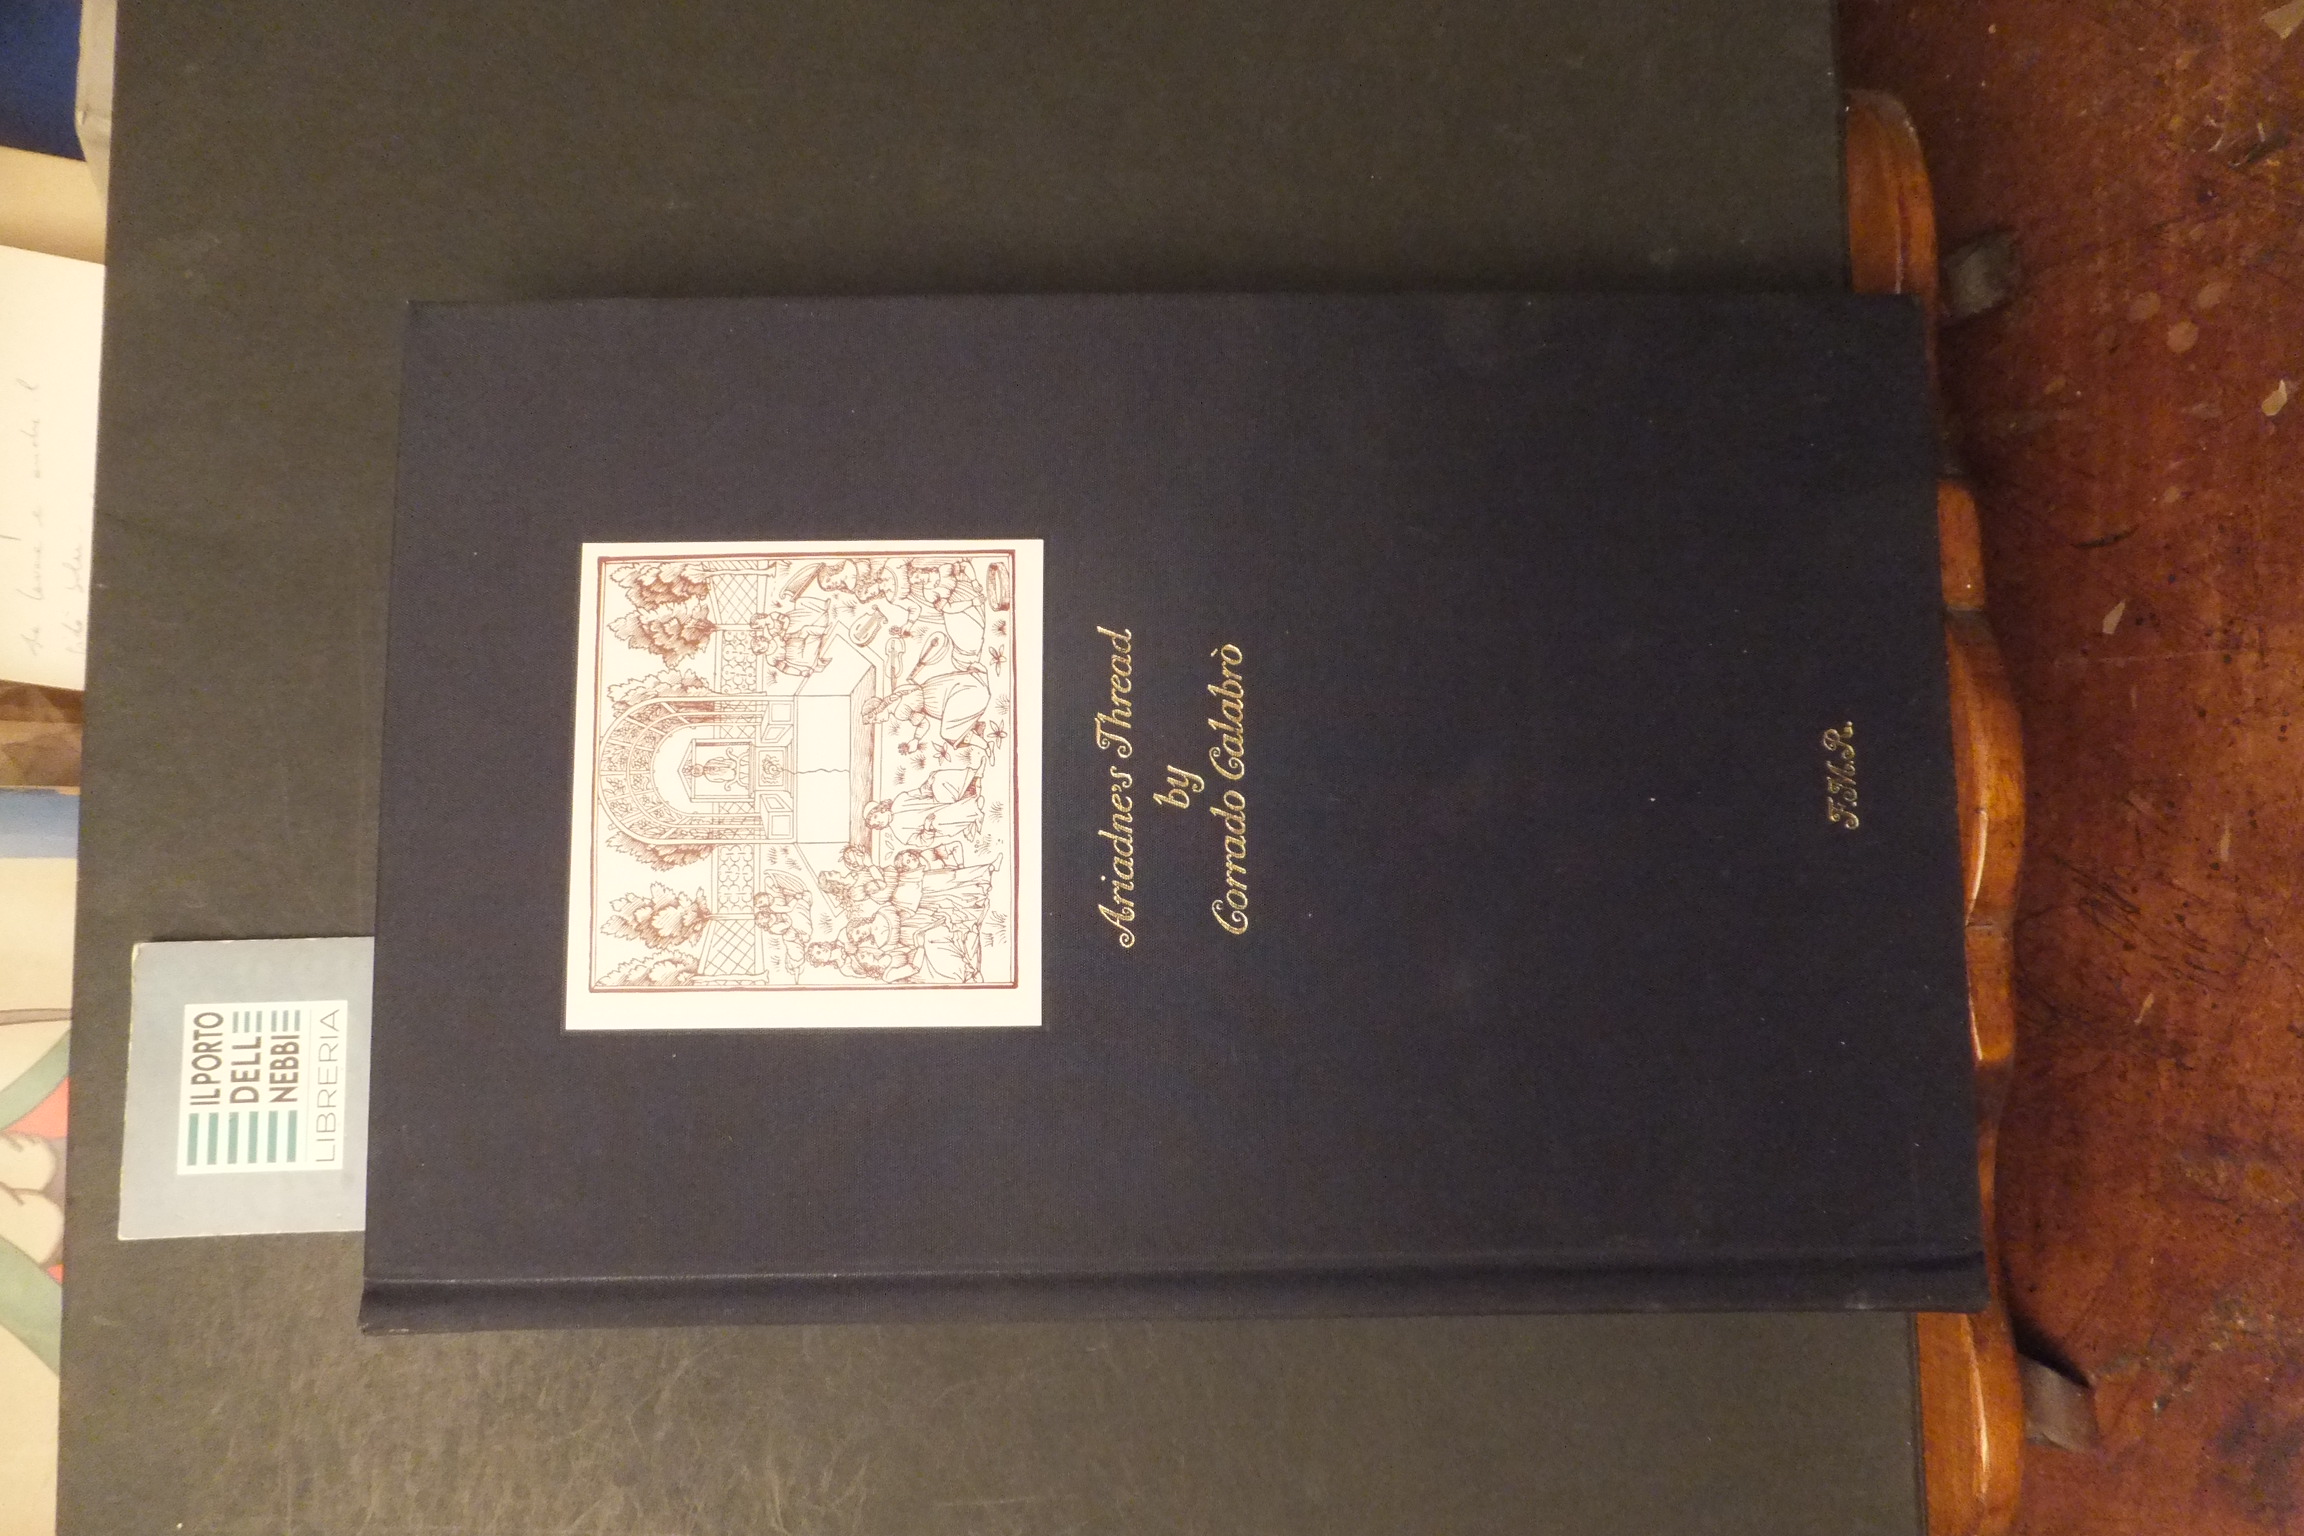 IL PORTO
DELLE
NEBBIE
LIBRERIA
Ariadne's Thread
by
Corrado Calabrò
F.M.R.